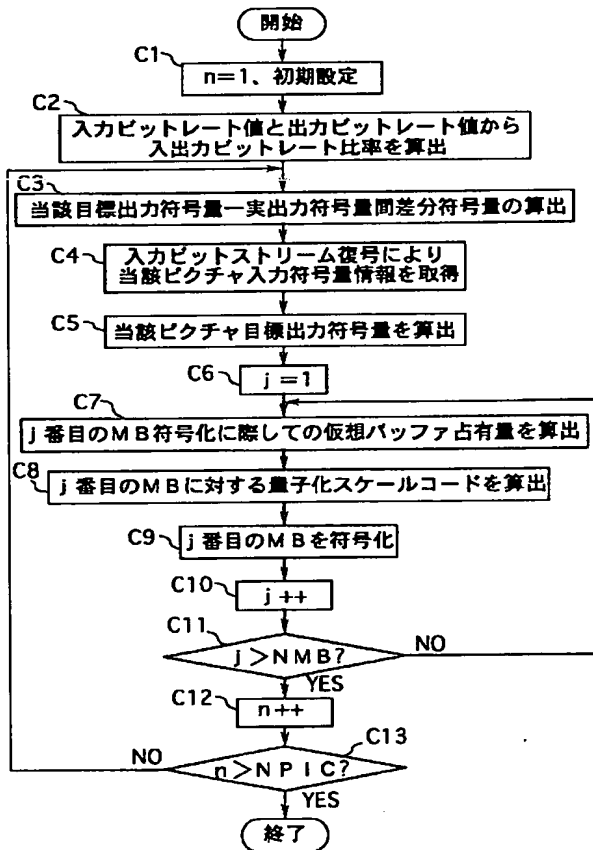 開始
C1
n=1、初期設定
C2
入力ビットレート値と出力ビットレート値から
入出力ビットレート比率を算出
C3
当該目標出力符号量ー実出力符号量間差分符号量の算出
C4
入力ビットストリーム復号により
当該ピクチャ入力符号量情報を取得
C5
当該ピクチャ目標出力符号量を算出
C6
j=1
C7
j番目のMB符号化に際しての仮想バッファ占有量を算出
C8
j番目のMBに対する量子化スケールコードを算出
C9
j番目のMBを符号化
C10
j++
C11
j>NMB?
NO
YES
C12
n++
C13
NO
n>NPIC?
YES
終了